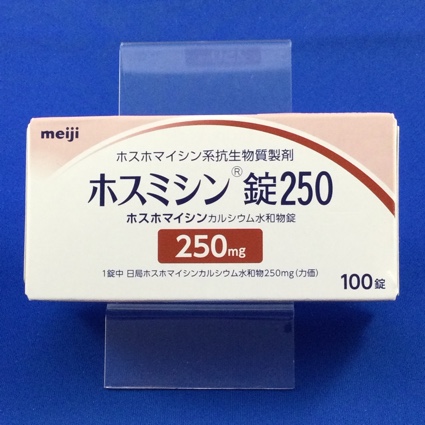 meiji
ホスホマイシン系抗生物質製剤
ホスミシン®錠250
ホスホマイシンカルシウム水和物錠
250mg
1錠中 日局ホスホマイシンカルシウム水和物250mg(力価)
100錠